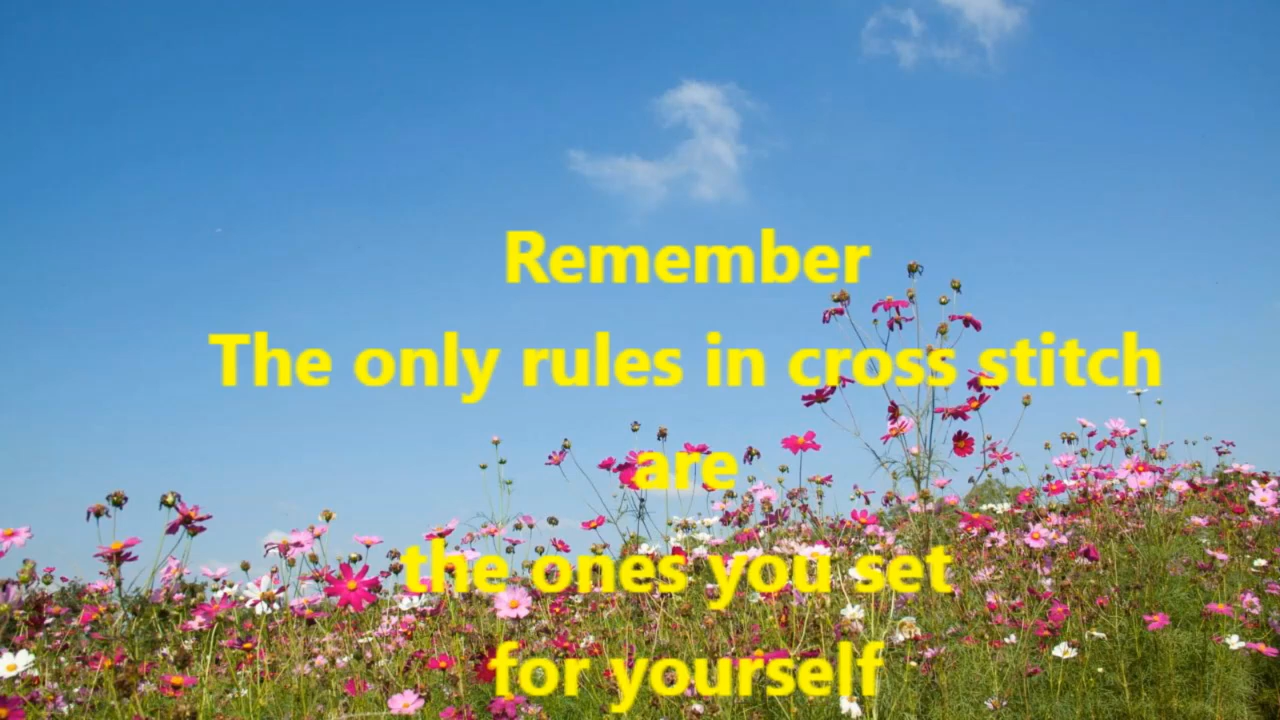 Remember
The only rules in cross stitch
are
the ones you set
for yourself